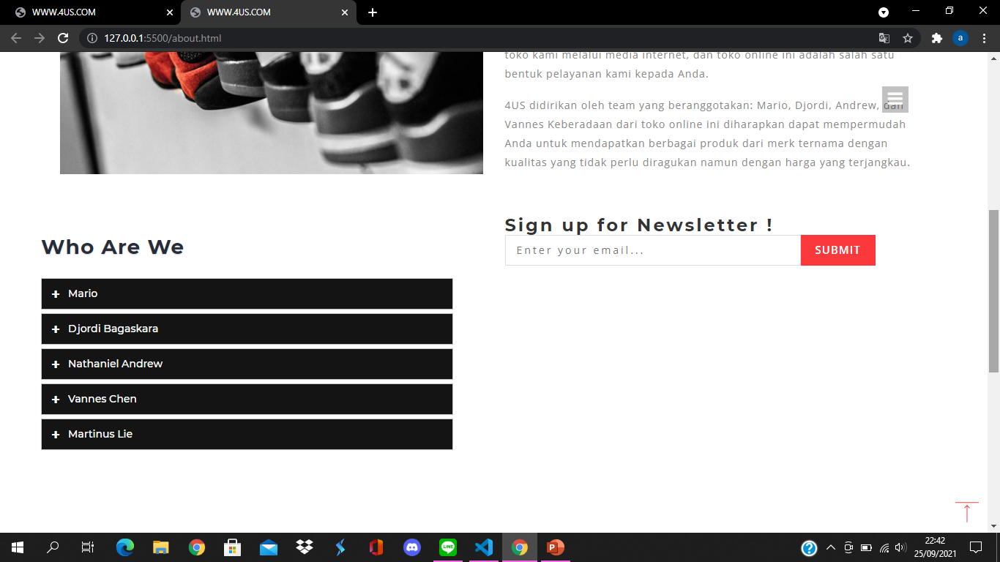 WWW.4US.COM
WWW.4US.COM
127.0.0.1:5500/about.html
a
toko kami melalui media internet, dan toko online ini adalah salah satu
bentuk pelayanan kami kepada Anda.
4US didirikan oleh team yang beranggotakan: Mario, Djordi, Andrew, dan
Vannes Keberadaan dari toko online ini diharapkan dapat mempermudah
Anda untuk mendapatkan berbagai produk dari merk ternama dengan
kualitas yang tidak perlu diragukan namun dengan harga yang terjangkau.
Sign up for Newsletter !
Enter your email...
SUBMIT
Who Are We
+ Mario
+ Djordi Bagaskara
+ Nathaniel Andrew
+ Vannes Chen
+ Martinus Lie
LINE
22:42
25/09/2021